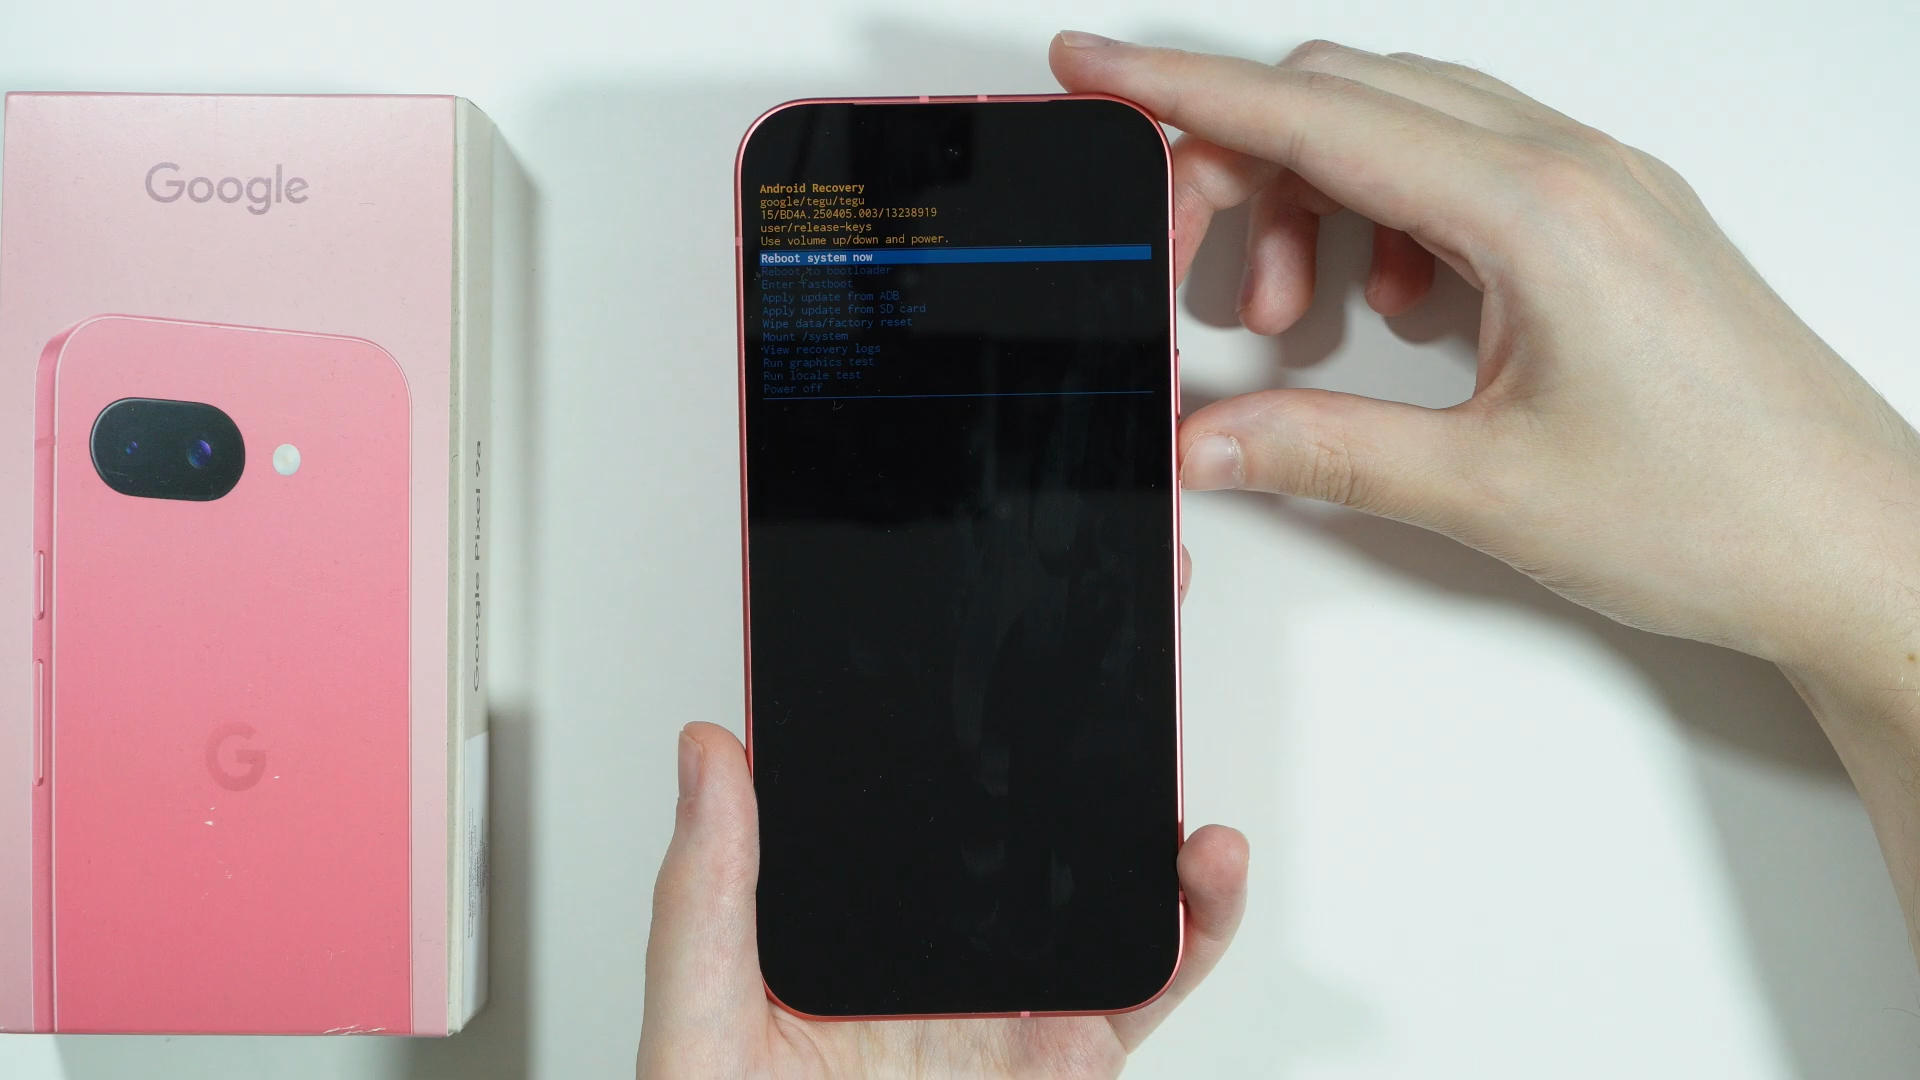 Google
Google Pixel 9a
Android Recovery
google/tegu/tegu
15/BD4A.250405.003/13238919
user/release-keys
Use volume up/down and power.
Reboot system now
Reboot to bootloader
Enter fastboot
Apply update from ADB
Apply update from SD card
Wipe data/factory reset
Mount /system
View recovery logs
Run graphics test
Run locale test
Power off
G